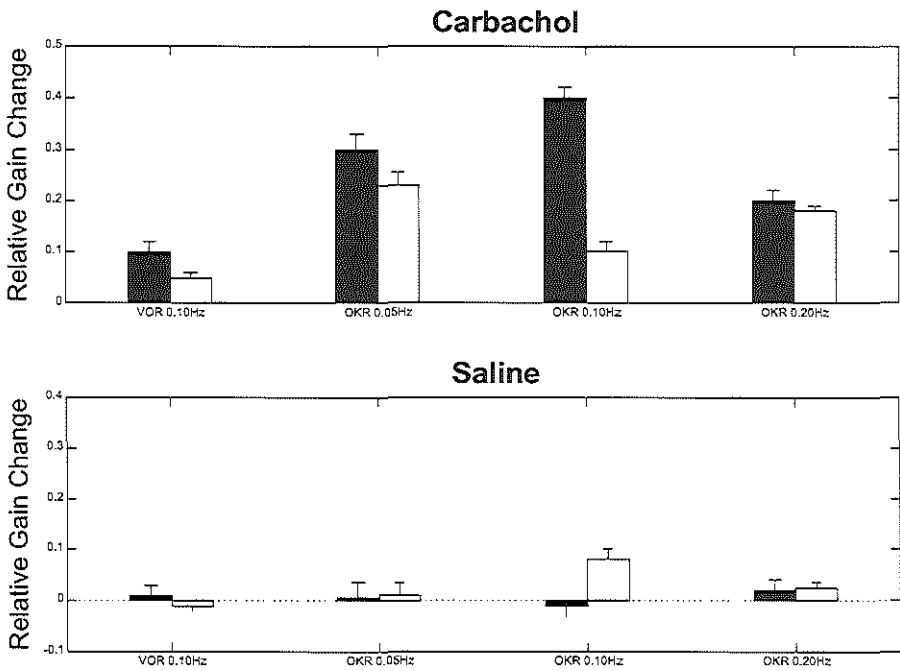 Carbachol
Relative Gain Change
0.5
0.4
0.3
0.2
0.1
0
VOR 0.10Hz OKR 0.05Hz OKR 0.10Hz OKR 0.20Hz
Saline
Relative Gain Change
0.4
0.3
0.2
0.1
0
-0.1
VOR 0.10Hz OKR 0.05Hz OKR 0.10Hz OKR 0.20Hz